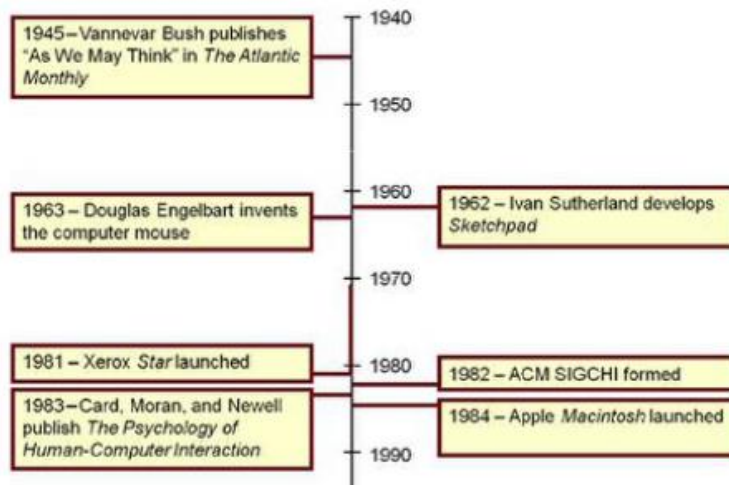 1940
1945–Vannevar Bush publishes
"As We May Think" in The Atlantic
Monthly
1950
1960
1963 – Douglas Engelbart invents
the computer mouse
1962 – Ivan Sutherland develops
Sketchpad
1970
1981 – Xerox Star launched
1980
1982 – ACM SIGCHI formed
1983–Card, Moran, and Newell
publish The Psychology of
Human-Computer Interaction
1984 – Apple Macintosh launched
1990